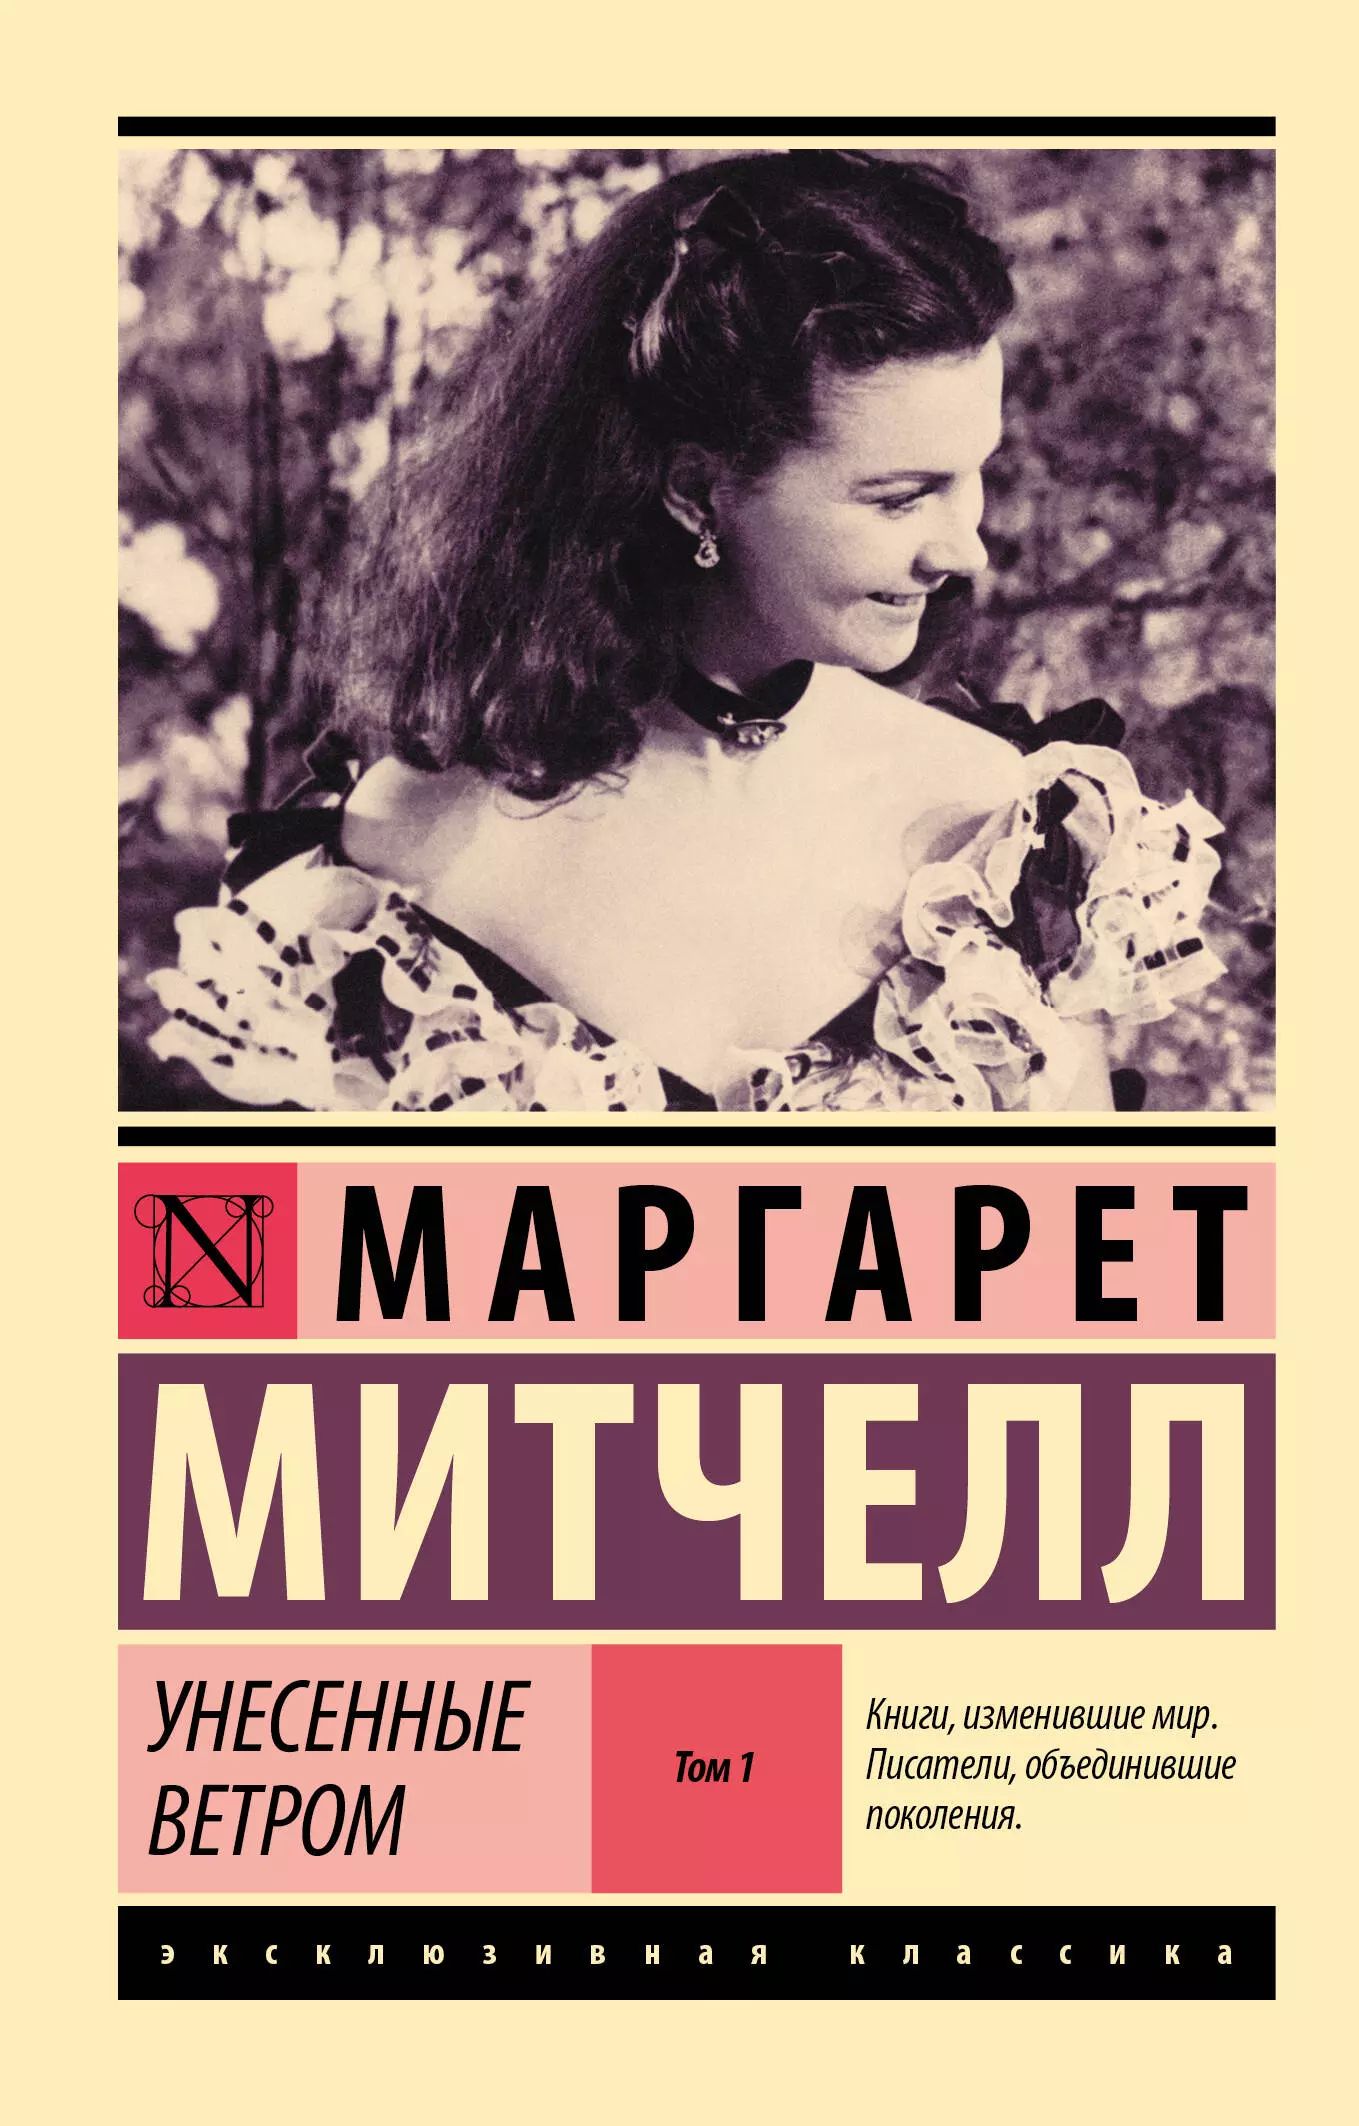 N
МАРГАРЕТ
МИТЧЕЛЛ
УНЕСЕННЫЕ
ВЕТРОМ
Том 1
Книги, изменившие мир.
Писатели, объединившие
поколения.
эксклюзивная классика